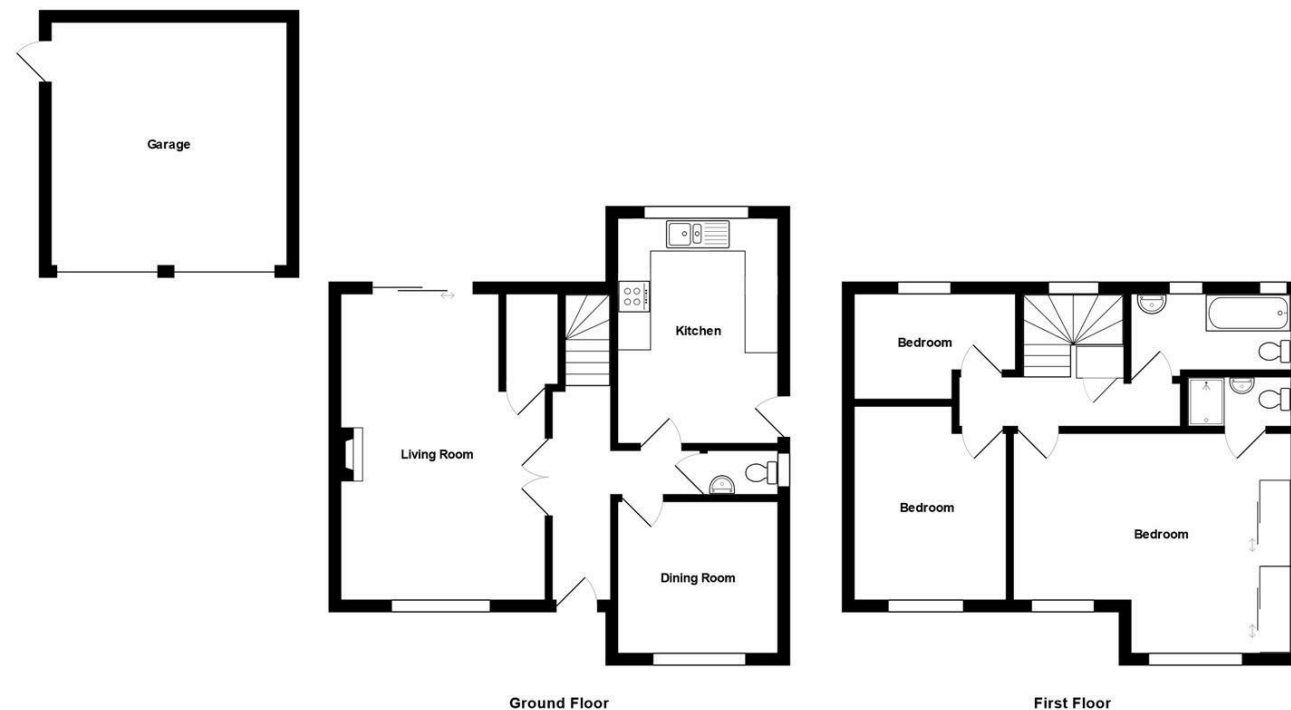 Garage
Kitchen
Living Room
Dining Room
Bedroom
Bedroom
Bedroom
Ground Floor
First Floor